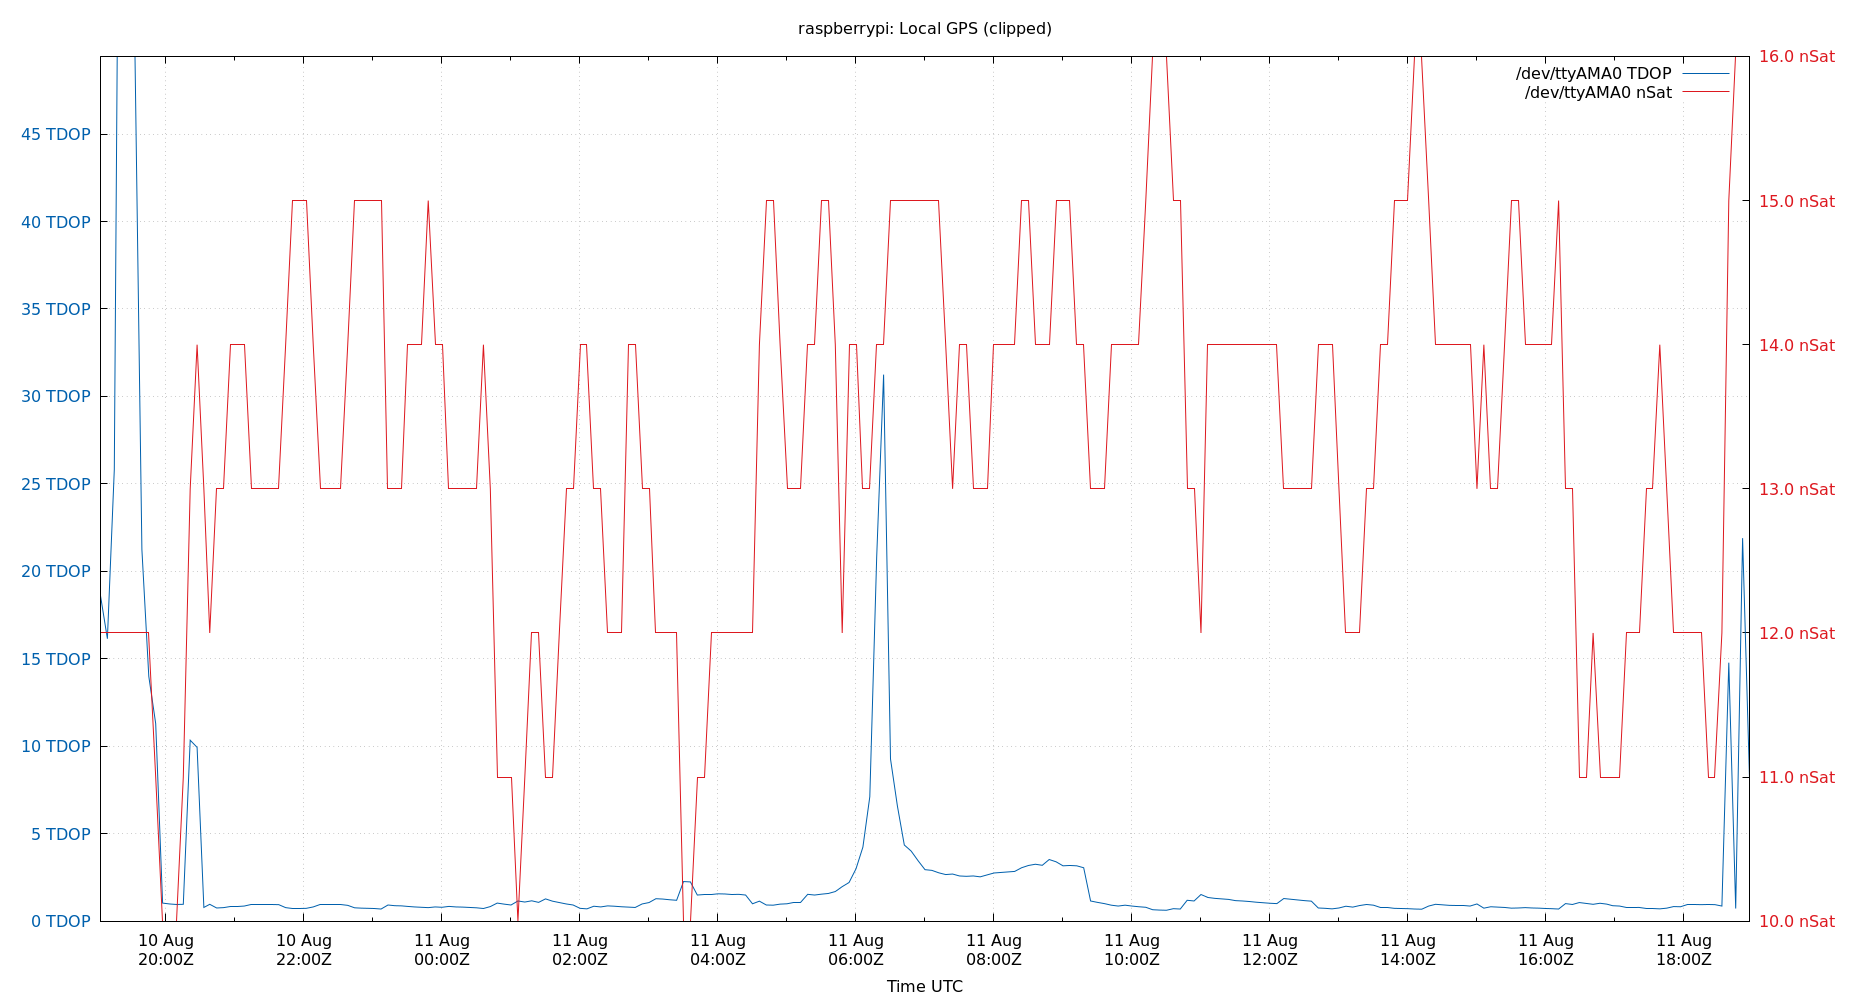 raspberrypi: Local GPS (clipped)
/dev/ttyAMA0 TDOP
/dev/ttyAMA0 nSat
45 TDOP
40 TDOP
35 TDOP
30 TDOP
25 TDOP
20 TDOP
15 TDOP
10 TDOP
5 TDOP
0 TDOP
16.0 nSat
15.0 nSat
14.0 nSat
13.0 nSat
12.0 nSat
11.0 nSat
10.0 nSat
10 Aug
20:00Z
10 Aug
22:00Z
11 Aug
00:00Z
11 Aug
02:00Z
11 Aug
04:00Z
11 Aug
06:00Z
11 Aug
08:00Z
11 Aug
10:00Z
11 Aug
12:00Z
11 Aug
14:00Z
11 Aug
16:00Z
11 Aug
18:00Z
Time UTC